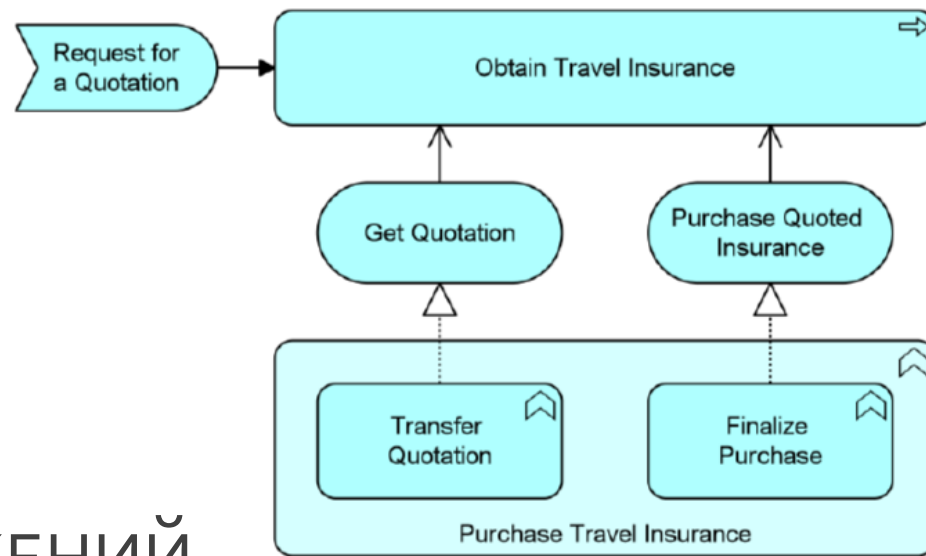 Request for
a Quotation
Obtain Travel Insurance
Get Quotation
Purchase Quoted
Insurance
Transfer
Quotation
Finalize
Purchase
Purchase Travel Insurance